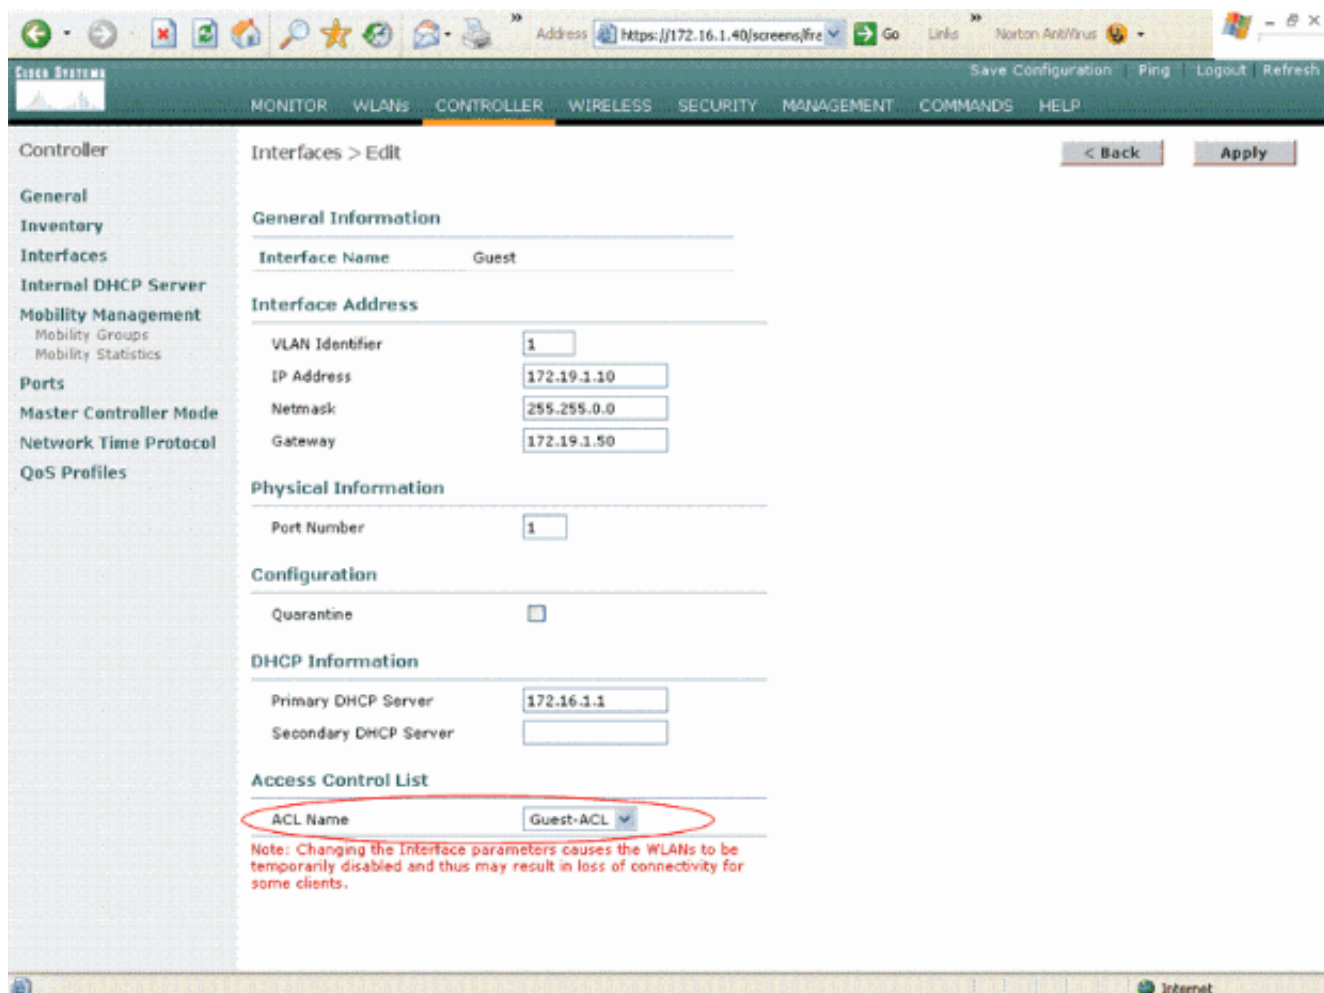 » Address https://172.16.1.40/screens/fre Go Links » Norton AntiVirus
CISCO SYSTEMS
Save Configuration | Ping | Logout | Refresh
MONITOR WLANs CONTROLLER WIRELESS SECURITY MANAGEMENT COMMANDS HELP
Controller
General
Inventory
Interfaces
Internal DHCP Server
Mobility Management
Mobility Groups
Mobility Statistics
Ports
Master Controller Mode
Network Time Protocol
QoS Profiles
Interfaces > Edit
< Back Apply
General Information
Interface Name Guest
Interface Address
VLAN Identifier 1
IP Address 172.19.1.10
Netmask 255.255.0.0
Gateway 172.19.1.50
Physical Information
Port Number 1
Configuration
Quarantine
DHCP Information
Primary DHCP Server 172.16.1.1
Secondary DHCP Server
Access Control List
ACL Name Guest-ACL
Note: Changing the Interface parameters causes the WLANs to be
temporarily disabled and thus may result in loss of connectivity for
some clients.
Internet